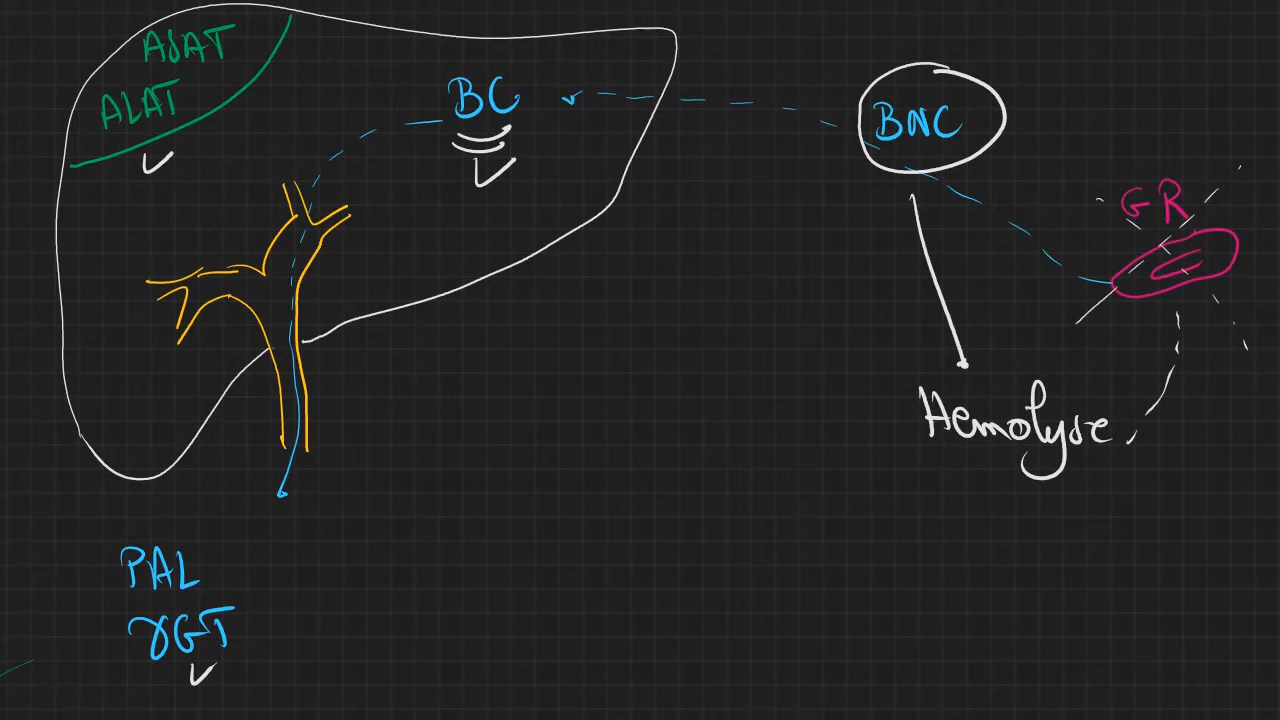 ASAT
ALAT
BC
BNC
GR
Hemolyse
PAL
γGT